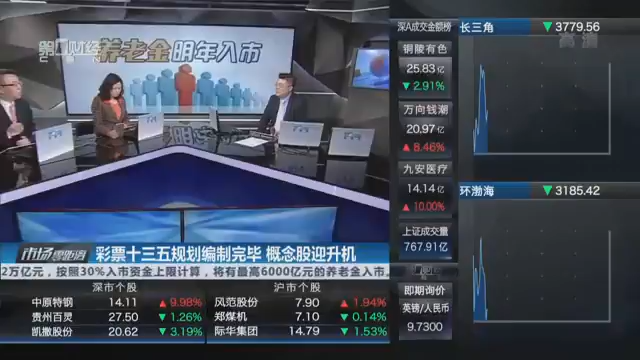 第一财经
养老金明年入市
高清
深A成交金额榜
铜陵有色
25.83亿
▼2.91%
万向钱潮
20.97亿
▲8.46%
九安医疗
14.14亿
▲10.00%
上证成交量
767.91亿
即期询价
英镑/人民币
9.7300
长三角 ▼3779.56
环渤海 ▼3185.42
市场零距离
彩票十三五规划编制完毕 概念股迎升机
2万亿元，按照30%入市资金上限计算，将有最高6000亿元的养老金入市。
深市个股 沪市个股
中原特钢 14.11 ▲9.98% 风范股份 7.90 ▲1.94%
贵州百灵 27.50 ▼1.26% 郑煤机 7.10 ▼0.14%
凯撒股份 20.62 ▼3.19% 际华集团 14.79 ▼1.53%